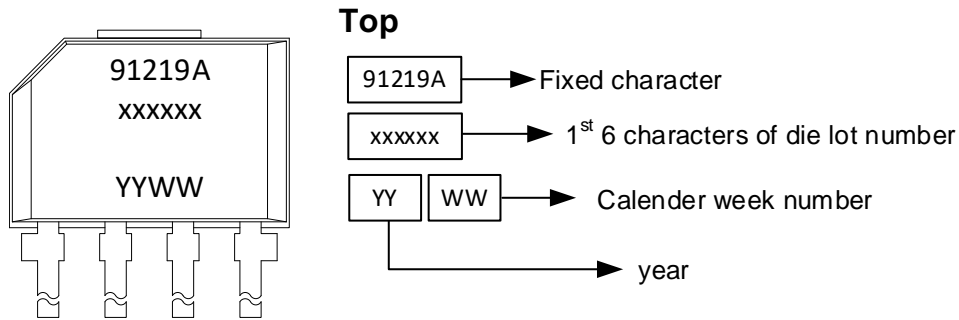 91219A
xxxxxx
YYWW
Top
91219A Fixed character
xxxxxx 1st 6 characters of die lot number
YY WW Calender week number
year